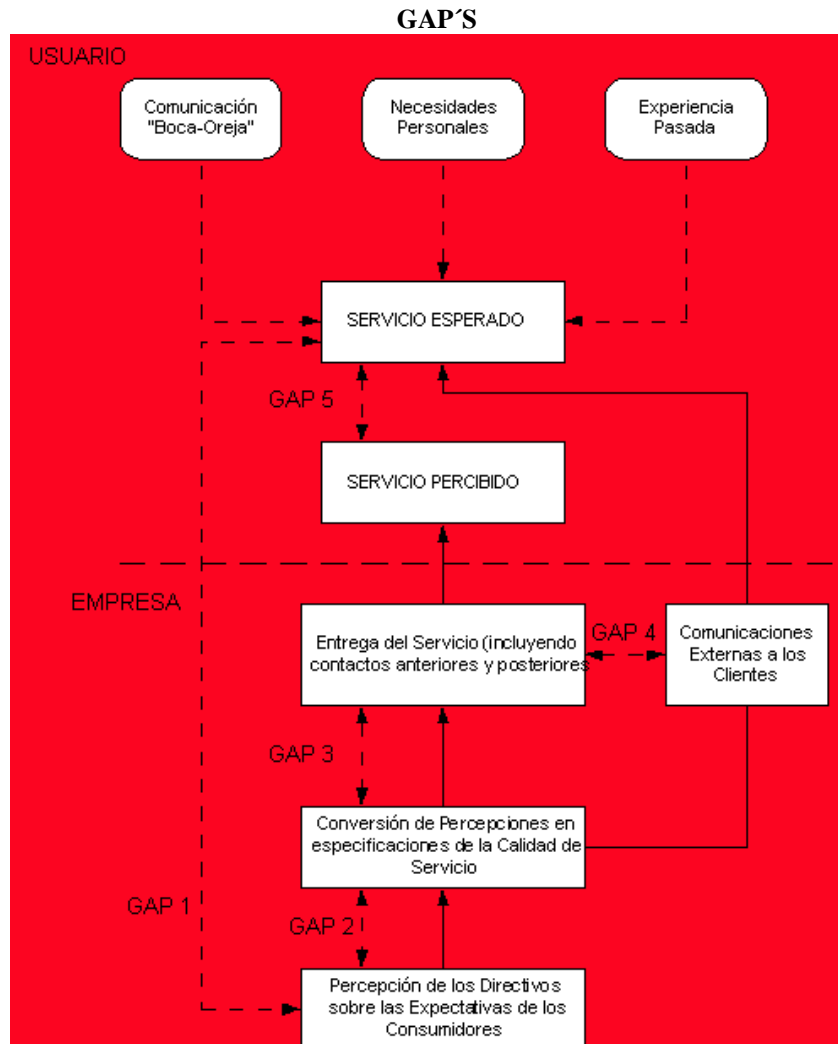 GAP´S
USUARIO
Comunicación
"Boca-Oreja"
Necesidades
Personales
Experiencia
Pasada
SERVICIO ESPERADO
GAP 5
SERVICIO PERCIBIDO
EMPRESA
Entrega del Servicio (incluyendo
contactos anteriores y posteriores
GAP 4
Comunicaciones
Externas a los
Clientes
GAP 3
Conversión de Percepciones en
especificaciones de la Calidad de
Servicio
GAP 1
GAP 2
Percepción de los Directivos
sobre las Expectativas de los
Consumidores